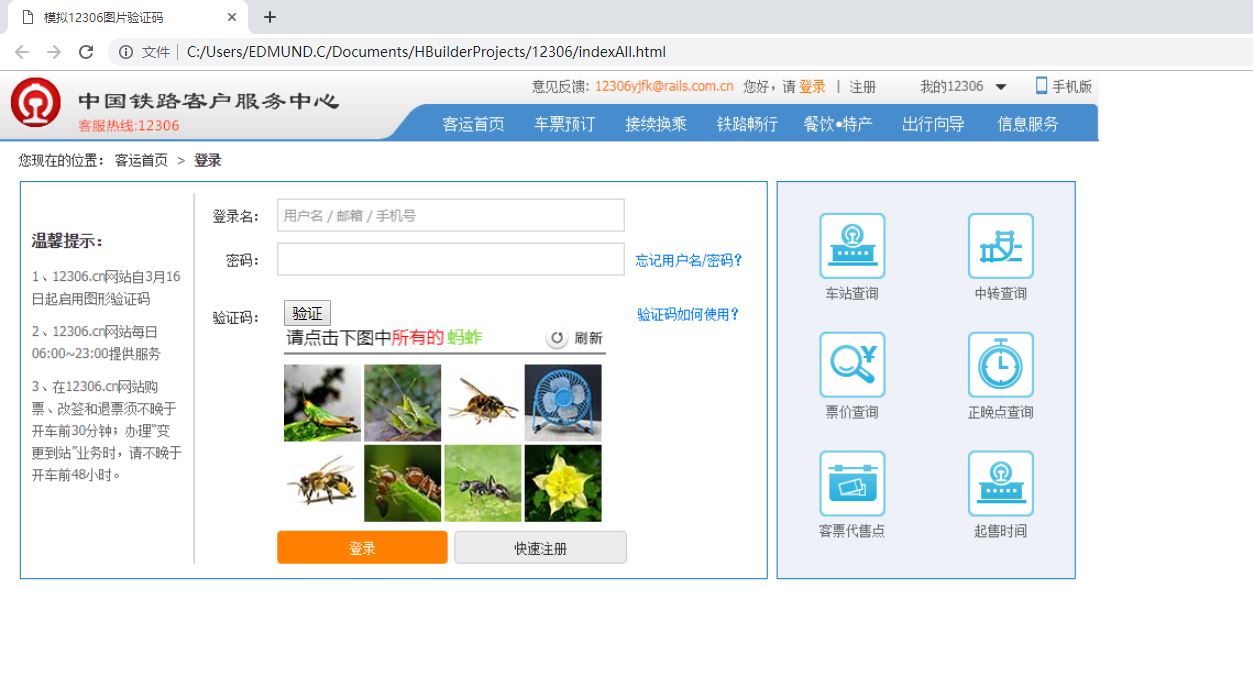 模拟12306图片验证码
文件 C:/Users/EDMUND.C/Documents/HBuilderProjects/12306/indexAll.html
中国铁路客户服务中心
客服热线:12306
意见反馈: 12306yjfk@rails.com.cn 您好，请 登录 | 注册 我的12306 手机版
客运首页 车票预订 接续换乘 铁路畅行 餐饮•特产 出行向导 信息服务
您现在的位置： 客运首页 > 登录
温馨提示：
1、12306.cn网站自3月16
日起启用图形验证码
2、12306.cn网站每日
06:00~23:00提供服务
3、在12306.cn网站购
票、改签和退票须不晚于
开车前30分钟；办理“变
更到站”业务时，请不晚于
开车前48小时。
登录名： 用户名 / 邮箱 / 手机号
密码： 忘记用户名/密码?
验证码： 验证 验证码如何使用?
请点击下图中所有的 蚂蚱 刷新
登录 快速注册
车站查询 中转查询
票价查询 正晚点查询
客票代售点 起售时间